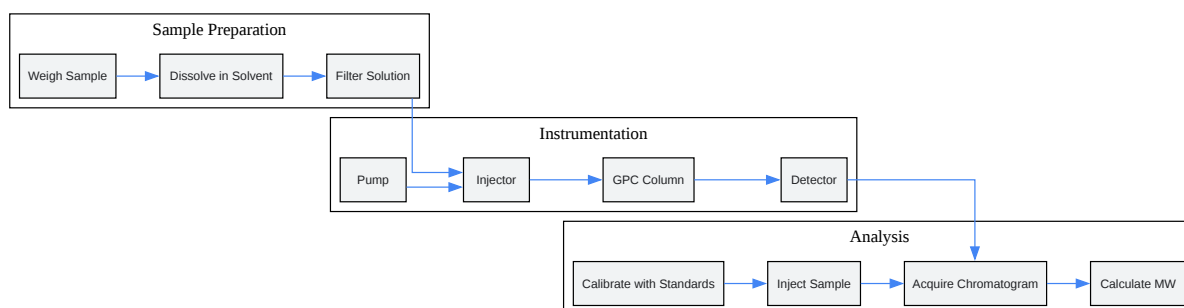 Sample Preparation
Weigh Sample
Dissolve in Solvent
Filter Solution
Instrumentation
Pump
Injector
GPC Column
Detector
Analysis
Calibrate with Standards
Inject Sample
Acquire Chromatogram
Calculate MW